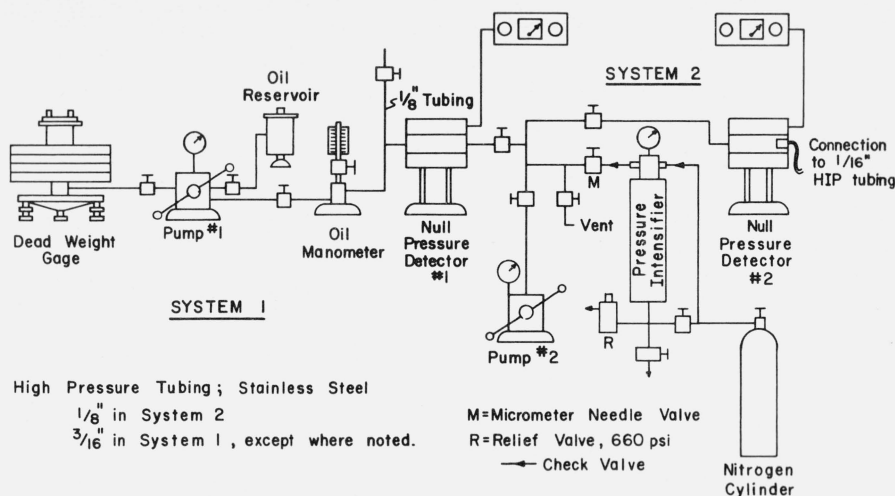 SYSTEM 2
Oil
Reservoir
1/8" Tubing
Connection
to 1/16"
HIP tubing
Dead Weight
Gage
Pump #1
Oil
Manometer
Null
Pressure
Detector
#1
M
Vent
Pressure
Intensifier
Null
Pressure
Detector
#2
SYSTEM 1
Pump #2
R
High Pressure Tubing; Stainless Steel
1/8" in System 2
3/16" in System 1, except where noted.
M=Micrometer Needle Valve
R=Relief Valve, 660 psi
Check Valve
Nitrogen
Cylinder